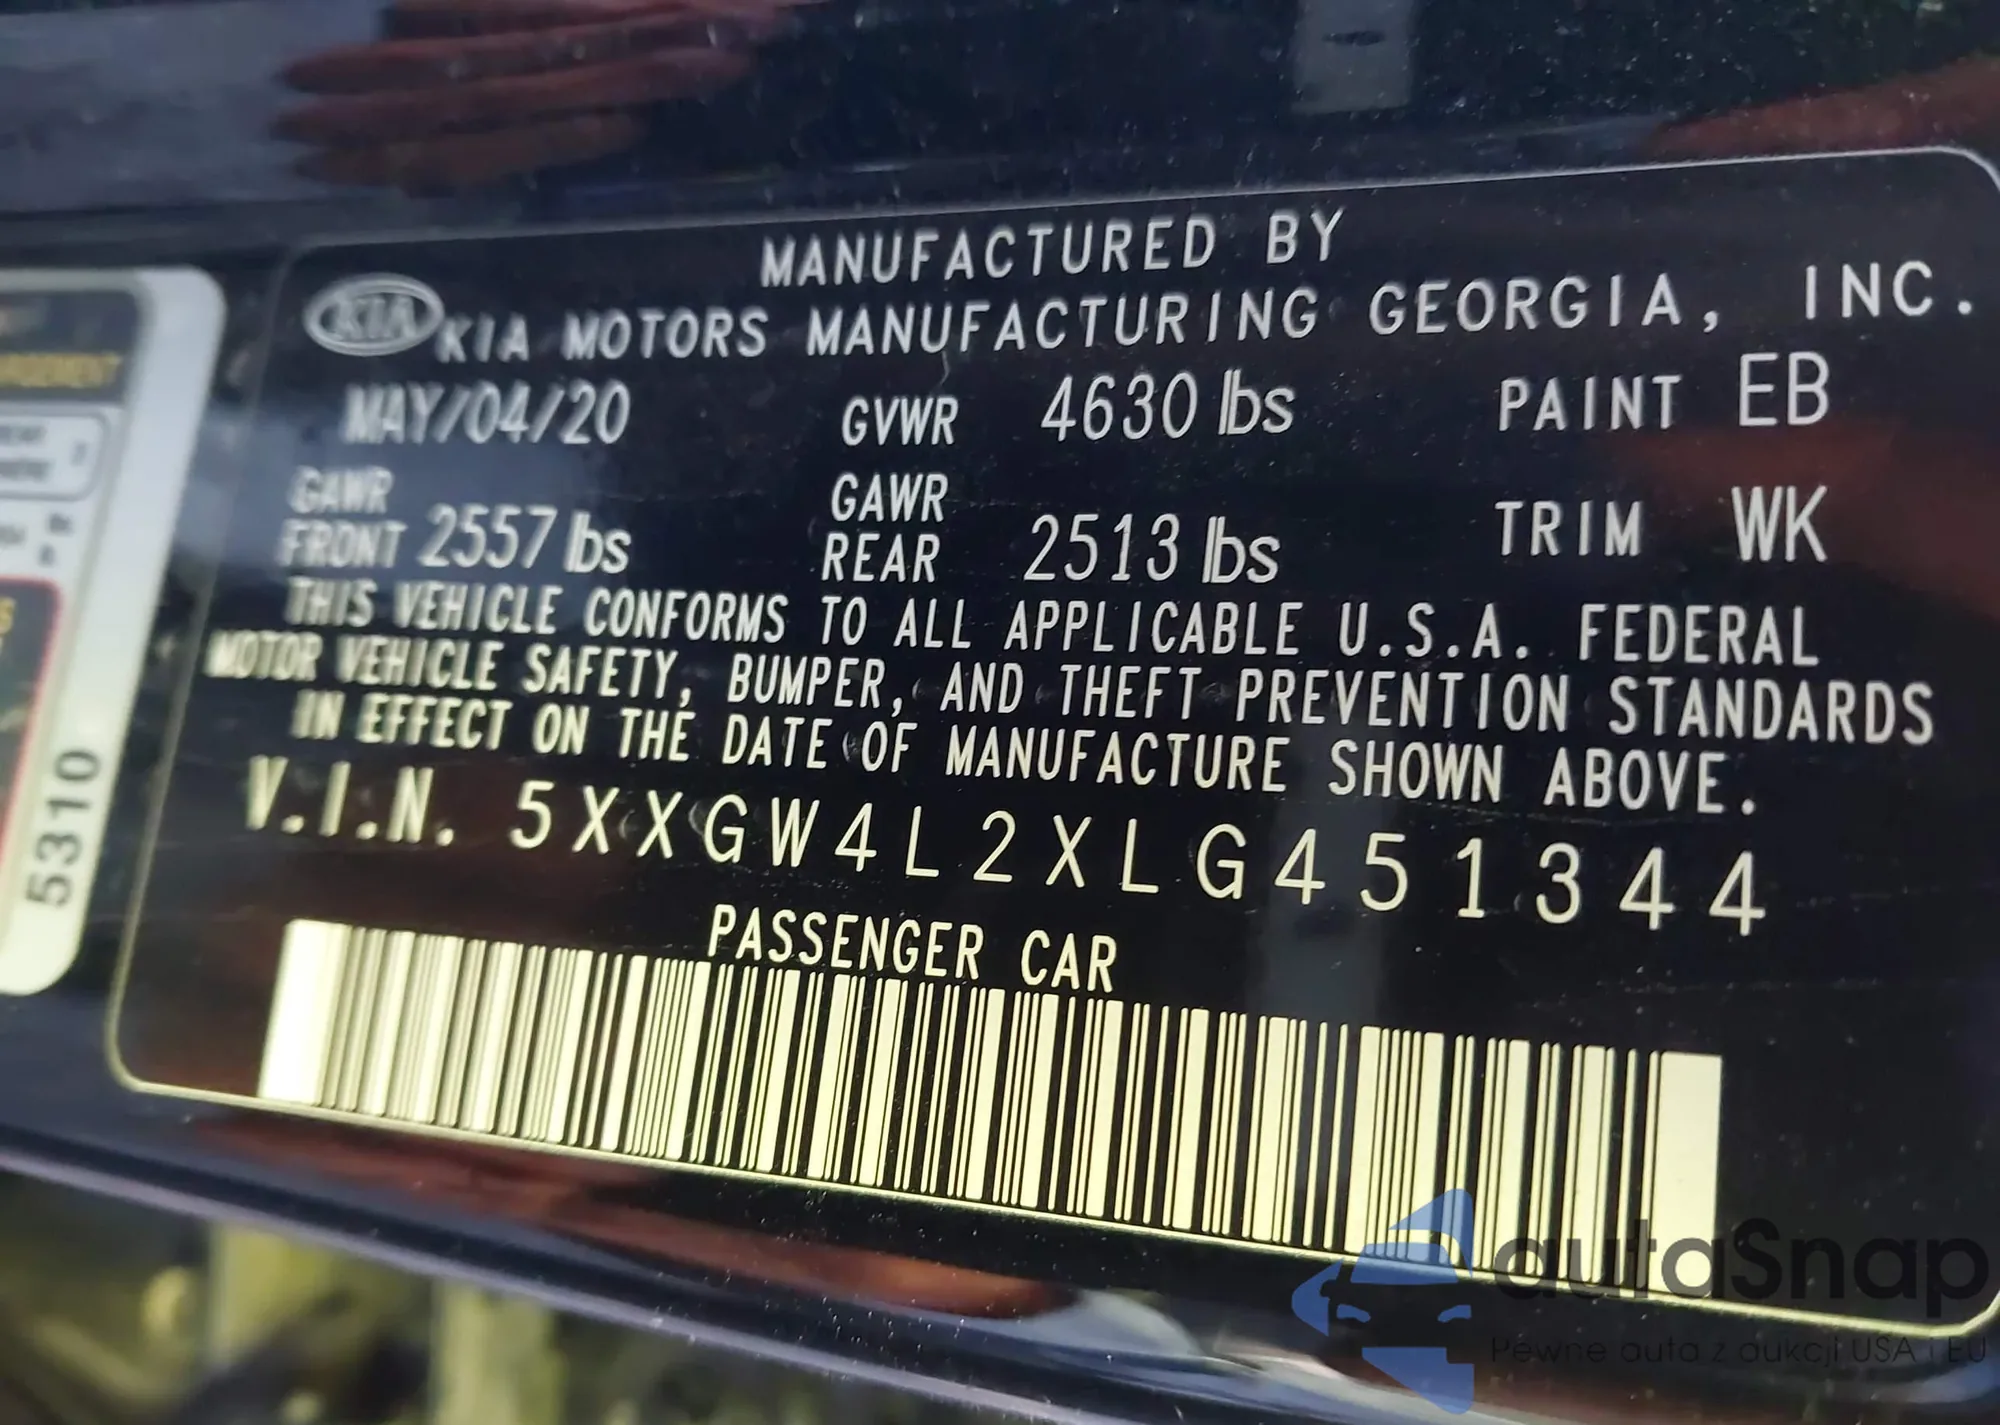 MANUFACTURED BY
KIA KIA MOTORS MANUFACTURING GEORGIA, INC.
MAY/04/20 GVWR 4630 lbs PAINT EB
GAWR FRONT 2557 lbs GAWR REAR 2513 lbs TRIM WK
THIS VEHICLE CONFORMS TO ALL APPLICABLE U.S.A. FEDERAL
MOTOR VEHICLE SAFETY, BUMPER, AND THEFT PREVENTION STANDARDS
IN EFFECT ON THE DATE OF MANUFACTURE SHOWN ABOVE.
V.I.N. 5XXGW4L2XLG451344
PASSENGER CAR
5310
autaSnap
Pewne auta z aukcji USA i EU